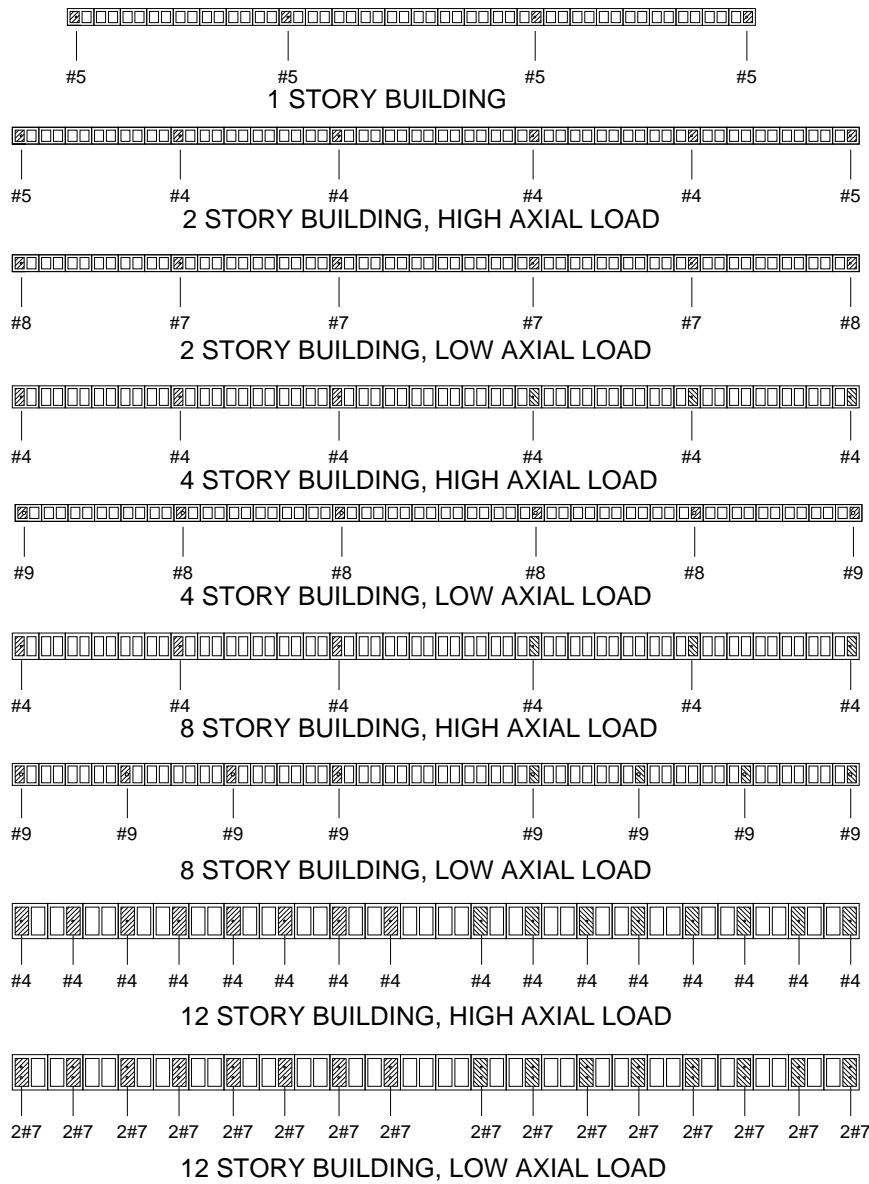 #5 #5 #5 #5
1 STORY BUILDING
#5 #4 #4 #4 #4 #5
2 STORY BUILDING, HIGH AXIAL LOAD
#8 #7 #7 #7 #7 #8
2 STORY BUILDING, LOW AXIAL LOAD
#4 #4 #4 #4 #4 #4
4 STORY BUILDING, HIGH AXIAL LOAD
#9 #8 #8 #8 #8 #9
4 STORY BUILDING, LOW AXIAL LOAD
#4 #4 #4 #4 #4 #4
8 STORY BUILDING, HIGH AXIAL LOAD
#9 #9 #9 #9 #9 #9 #9 #9
8 STORY BUILDING, LOW AXIAL LOAD
#4 #4 #4 #4 #4 #4 #4 #4 #4 #4 #4 #4 #4 #4 #4 #4
12 STORY BUILDING, HIGH AXIAL LOAD
2#7 2#7 2#7 2#7 2#7 2#7 2#7 2#7 2#7 2#7 2#7 2#7 2#7 2#7 2#7 2#7
12 STORY BUILDING, LOW AXIAL LOAD